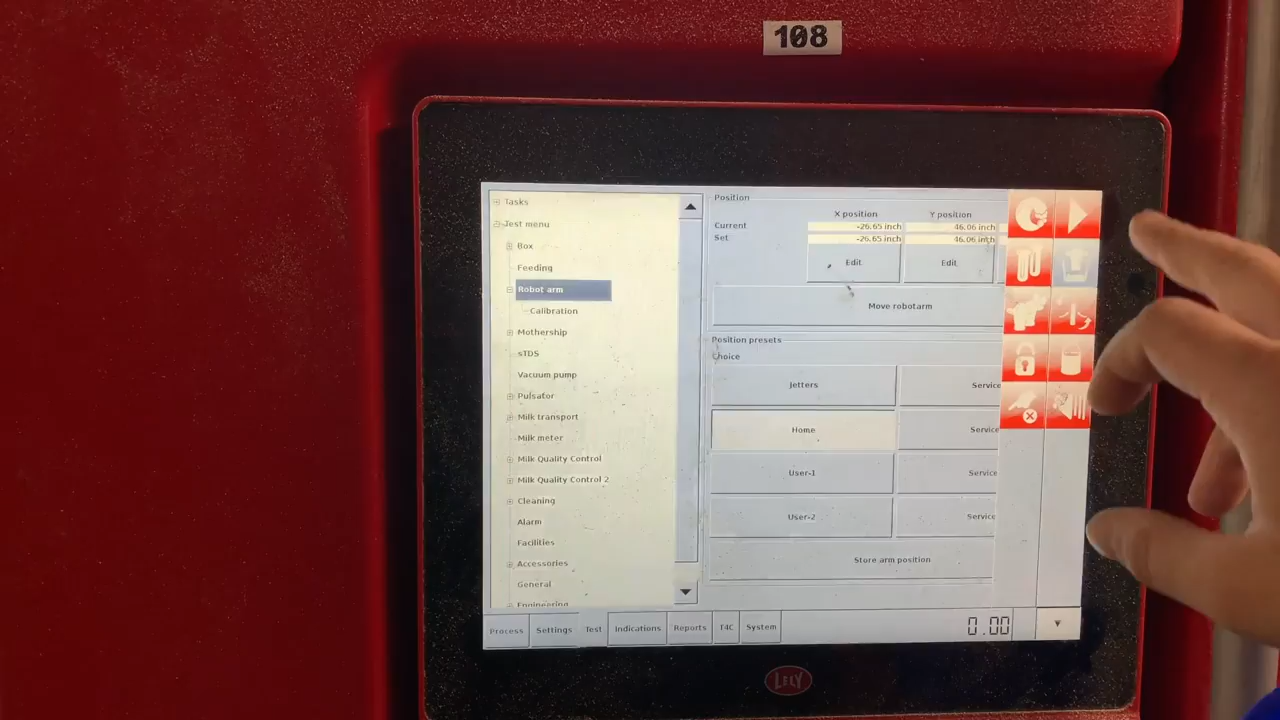 108
Tasks
Test menu
Box
Feeding
Robot arm
Calibration
Mothership
sTDS
Vacuum pump
Pulsator
Milk transport
Milk meter
Milk Quality Control
Milk Quality Control 2
Cleaning
Alarm
Facilities
Accessories
General
Engineering
Position
X position Y position
Current -26.65 inch 46.06 inch
Set -26.65 inch 46.06 inch
Edit Edit
Move robotarm
Position presets
Choice
Jetters Service
Home Service
User-1 Service
User-2 Service
Store arm position
Process Settings Test Indications Reports T4C System 0.00
LELY